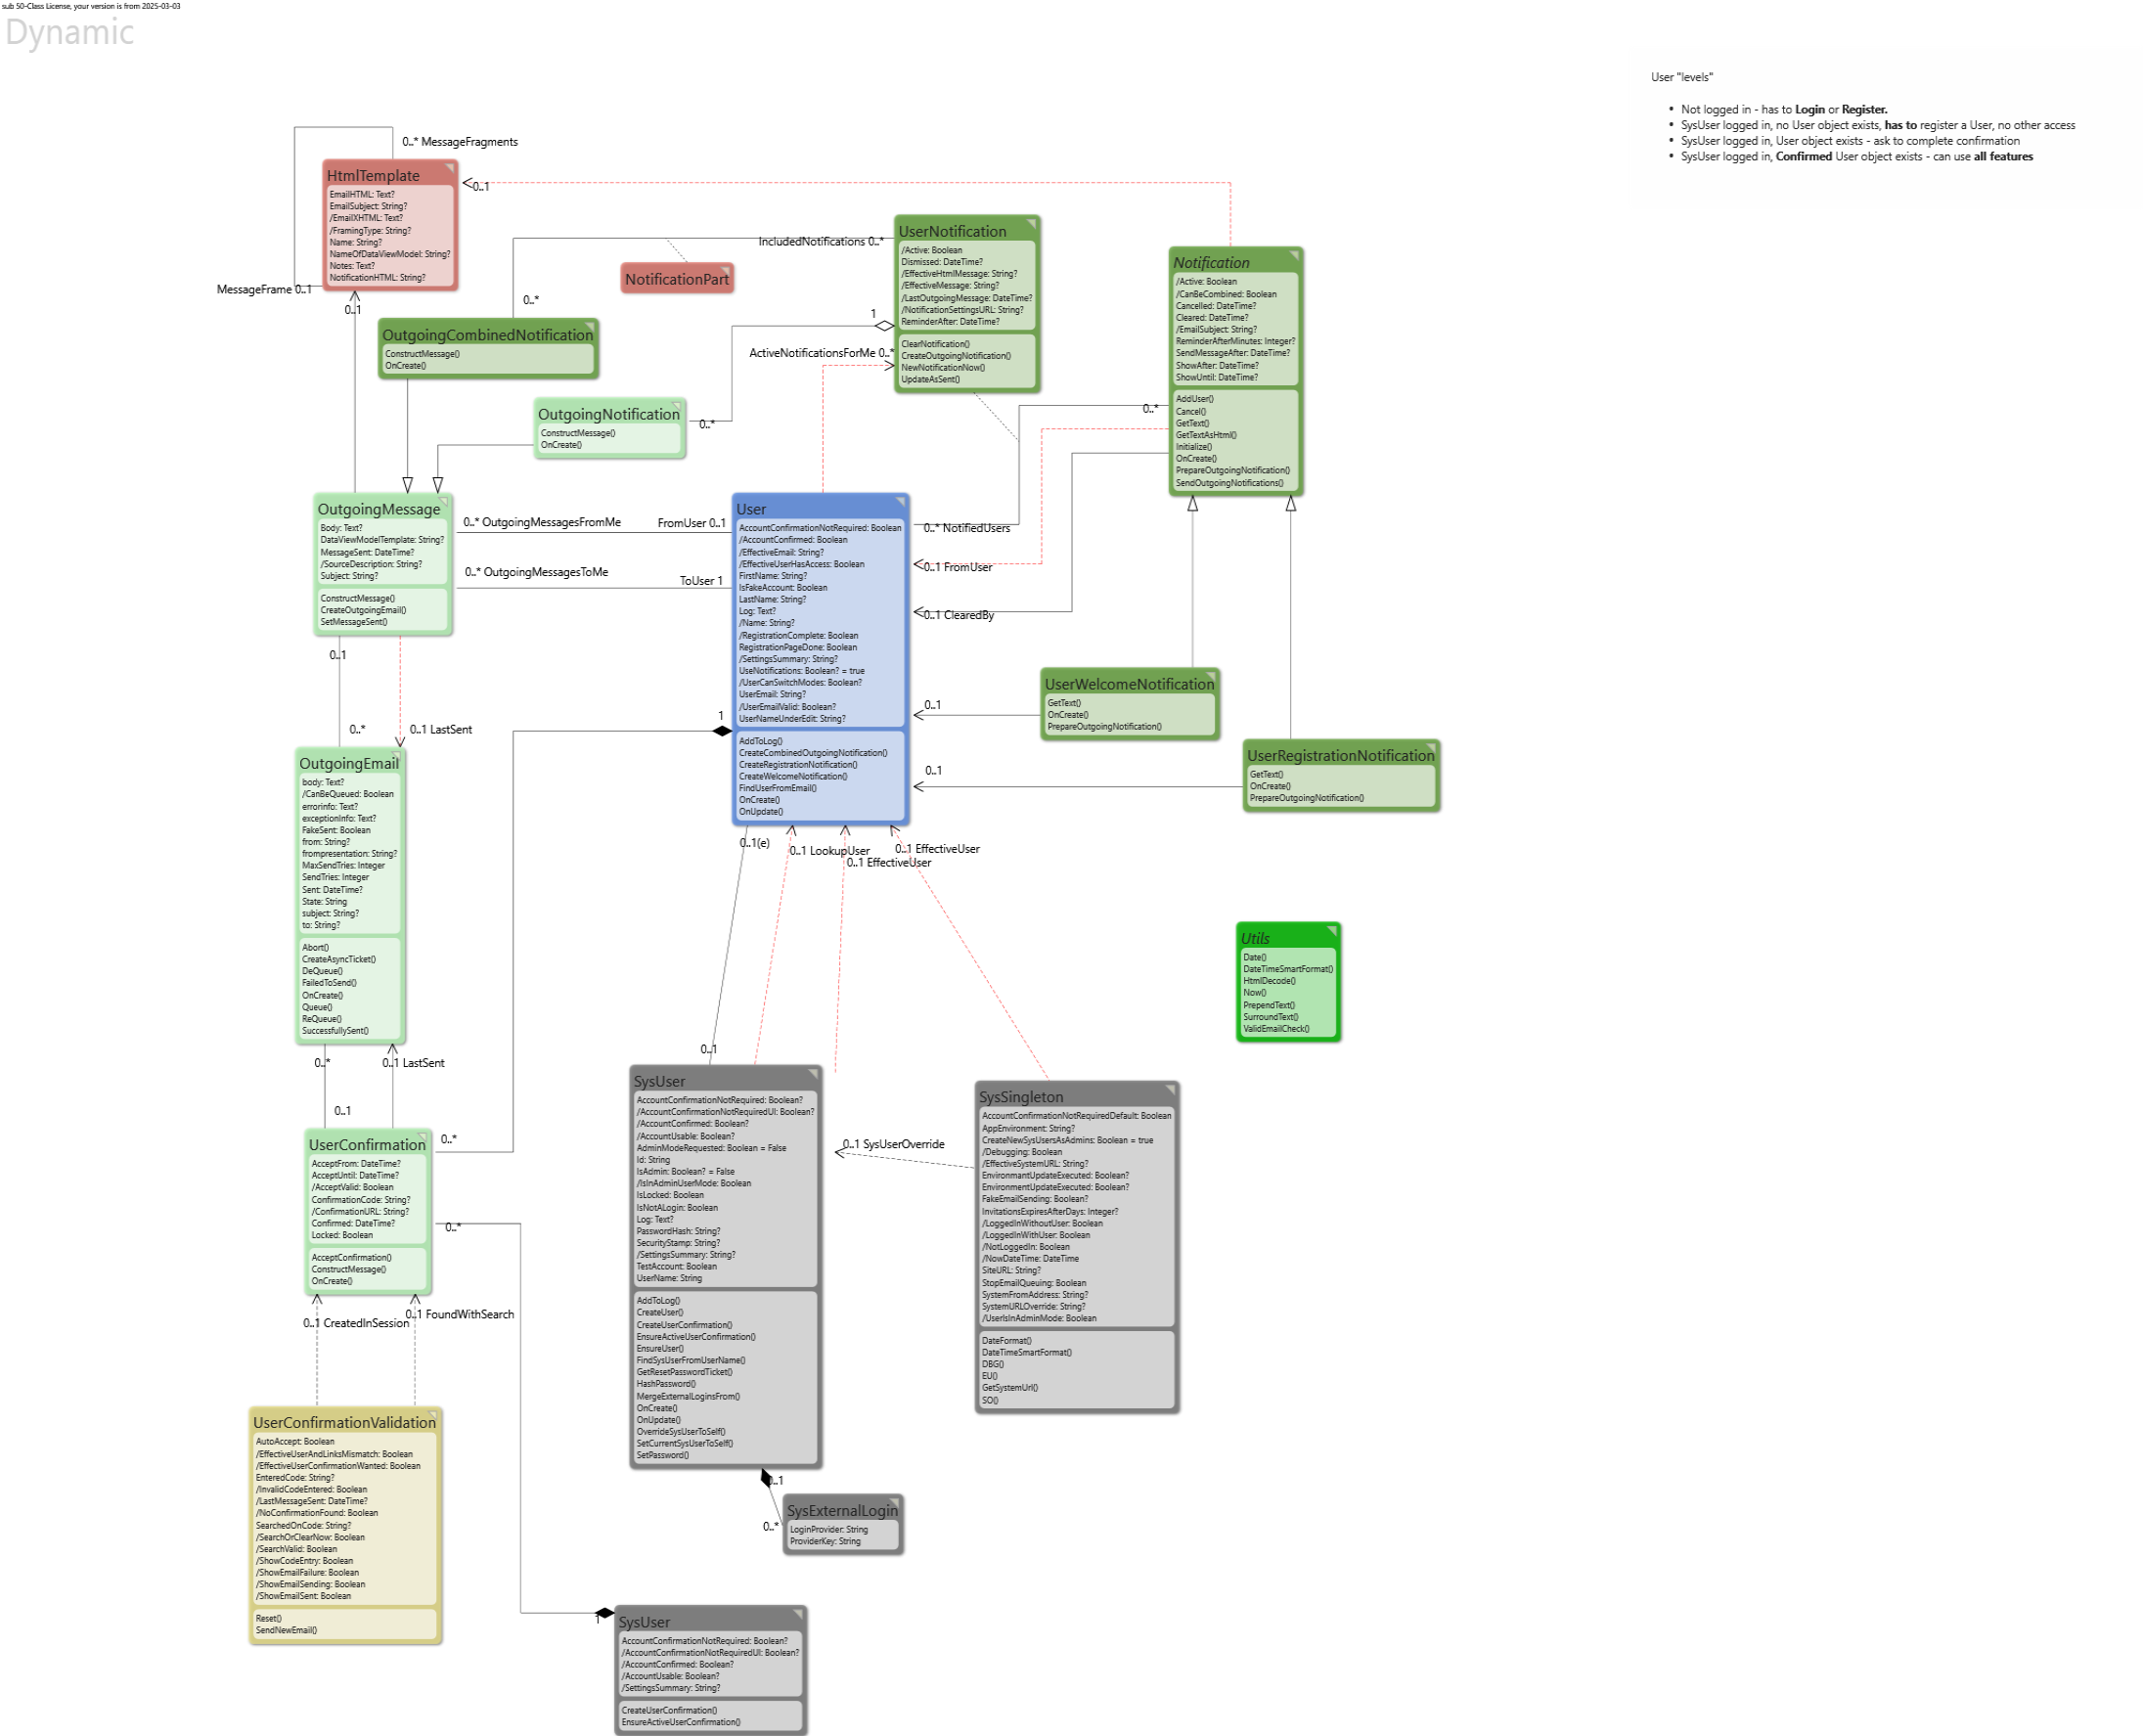 sub 50-Class License, your version is from 2025-03-03
Dynamic
User "levels"
• Not logged in - has to Login or Register.
• SysUser logged in, no User object exists, has to register a User, no other access
• SysUser logged in, User object exists - ask to complete confirmation
• SysUser logged in, Confirmed User object exists - can use all features
0..* MessageFragments
HtmlTemplate
EmailHTML: Text?
EmailSubject: String?
/EmailXHTML: Text?
/FramingType: String?
Name: String?
NameOfDataViewModel: String?
Notes: Text?
NotificationHTML: String?
MessageFrame 0..1
0..1
0..1
IncludedNotifications 0..*
NotificationPart
0..*
UserNotification
/Active: Boolean
Dismissed: DateTime?
/EffectiveHtmlMessage: String?
/EffectiveMessage: String?
/LastOutgoingMessage: DateTime?
/NotificationSettingsURL: String?
ReminderAfter: DateTime?
ClearNotification()
CreateOutgoingNotification()
NewNotificationNow()
UpdateAsSent()
1
ActiveNotificationsForMe 0..*
Notification
/Active: Boolean
/CanBeCombined: Boolean
Cancelled: DateTime?
Cleared: DateTime?
/EmailSubject: String?
ReminderAfterMinutes: Integer?
SendMessageAfter: DateTime?
ShowAfter: DateTime?
ShowUntil: DateTime?
AddUser()
Cancel()
GetText()
GetTextAsHtml()
Initialize()
OnCreate()
PrepareOutgoingNotification()
SendOutgoingNotifications()
0..*
OutgoingCombinedNotification
ConstructMessage()
OnCreate()
OutgoingNotification
ConstructMessage()
OnCreate()
0..*
OutgoingMessage
Body: Text?
DataViewModelTemplate: String?
MessageSent: DateTime?
/SourceDescription: String?
Subject: String?
ConstructMessage()
CreateOutgoingEmail()
SetMessageSent()
0..* OutgoingMessagesFromMe
FromUser 0..1
0..* OutgoingMessagesToMe
ToUser 1
User
AccountConfirmationNotRequired: Boolean
/AccountConfirmed: Boolean
/EffectiveEmail: String?
/EffectiveUserHasAccess: Boolean
FirstName: String?
IsFakeAccount: Boolean
LastName: String?
Log: Text?
/Name: String?
/RegistrationComplete: Boolean
RegistrationPageDone: Boolean
/SettingsSummary: String?
UseNotifications: Boolean? = true
/UserCanSwitchModes: Boolean?
UserEmail: String?
/UserEmailValid: Boolean?
UserNameUnderEdit: String?
AddToLog()
CreateCombinedOutgoingNotification()
CreateRegistrationNotification()
CreateWelcomeNotification()
FindUserFromEmail()
OnCreate()
OnUpdate()
0..* NotifiedUsers
0..1 FromUser
0..1 ClearedBy
0..1
0..1
UserWelcomeNotification
GetText()
OnCreate()
PrepareOutgoingNotification()
UserRegistrationNotification
GetText()
OnCreate()
PrepareOutgoingNotification()
0..1
0..*
0..1 LastSent
1
OutgoingEmail
body: Text?
/CanBeQueued: Boolean
errorinfo: Text?
exceptionInfo: Text?
FakeSent: Boolean
from: String?
frompresentation: String?
MaxSendTries: Integer
SendTries: Integer
Sent: DateTime?
State: String
subject: String?
to: String?
Abort()
CreateAsyncTicket()
DeQueue()
FailedToSend()
OnCreate()
Queue()
ReQueue()
SuccessfullySent()
0..1(e)
0..1 LookupUser
0..1 EffectiveUser
0..1 EffectiveUser
Utils
Date()
DateTimeSmartFormat()
HtmlDecode()
Now()
PrependText()
SurroundText()
ValidEmailCheck()
0..*
0..1 LastSent
0..1
0..1
UserConfirmation
AcceptFrom: DateTime?
AcceptUntil: DateTime?
/AcceptValid: Boolean
ConfirmationCode: String?
/ConfirmationURL: String?
Confirmed: DateTime?
Locked: Boolean
AcceptConfirmation()
ConstructMessage()
OnCreate()
0..*
0..*
0..1 CreatedInSession
0..1 FoundWithSearch
SysUser
AccountConfirmationNotRequired: Boolean?
/AccountConfirmationNotRequiredUI: Boolean?
/AccountConfirmed: Boolean?
/AccountUsable: Boolean?
AdminModeRequested: Boolean = False
Id: String
IsAdmin: Boolean? = False
/IsInAdminUserMode: Boolean
IsLocked: Boolean
IsNotALogin: Boolean
Log: Text?
PasswordHash: String?
SecurityStamp: String?
/SettingsSummary: String?
TestAccount: Boolean
UserName: String
AddToLog()
CreateUser()
CreateUserConfirmation()
EnsureActiveUserConfirmation()
EnsureUser()
FindSysUserFromUserName()
GetResetPasswordTicket()
HashPassword()
MergeExternalLoginsFrom()
OnCreate()
OnUpdate()
OverrideSysUserToSelf()
SetCurrentSysUserToSelf()
SetPassword()
0..1 SysUserOverride
SysSingleton
AccountConfirmationNotRequiredDefault: Boolean
AppEnvironment: String?
CreateNewSysUsersAsAdmins: Boolean = true
/Debugging: Boolean
/EffectiveSystemURL: String?
EnvironmantUpdateExecuted: Boolean?
EnvironmentUpdateExecuted: Boolean?
FakeEmailSending: Boolean?
InvitationsExpiresAfterDays: Integer?
/LoggedInWithoutUser: Boolean
/LoggedInWithUser: Boolean
/NotLoggedIn: Boolean
/NowDateTime: DateTime
SiteURL: String?
StopEmailQueuing: Boolean
SystemFromAddress: String?
SystemURLOverride: String?
/UserIsInAdminMode: Boolean
DateFormat()
DateTimeSmartFormat()
DBG()
EU()
GetSystemUrl()
SO()
UserConfirmationValidation
AutoAccept: Boolean
/EffectiveUserAndLinksMismatch: Boolean
/EffectiveUserConfirmationWanted: Boolean
EnteredCode: String?
/InvalidCodeEntered: Boolean
/LastMessageSent: DateTime?
/NoConfirmationFound: Boolean
SearchedOnCode: String?
/SearchOrClearNow: Boolean
/SearchValid: Boolean
/ShowCodeEntry: Boolean
/ShowEmailFailure: Boolean
/ShowEmailSending: Boolean
/ShowEmailSent: Boolean
Reset()
SendNewEmail()
0..1
0..*
SysExternalLogin
LoginProvider: String
ProviderKey: String
1
SysUser
AccountConfirmationNotRequired: Boolean?
/AccountConfirmationNotRequiredUI: Boolean?
/AccountConfirmed: Boolean?
/AccountUsable: Boolean?
/SettingsSummary: String?
CreateUserConfirmation()
EnsureActiveUserConfirmation()